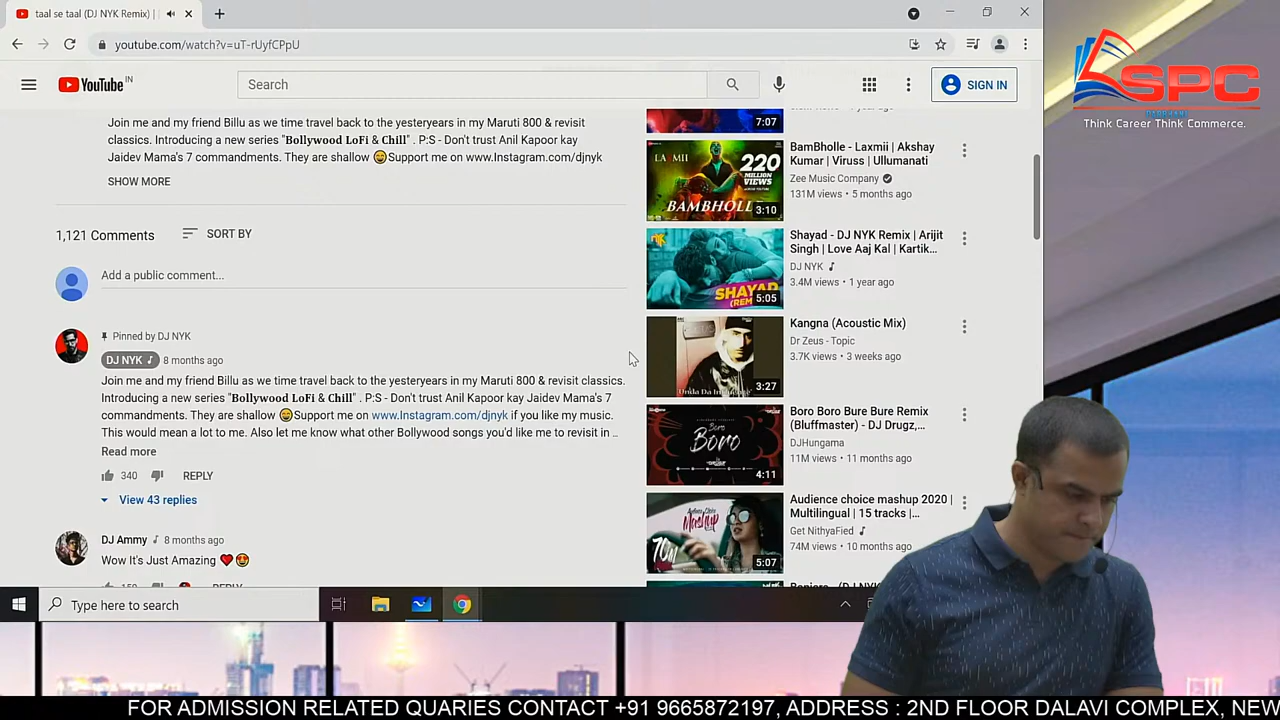 taal se taal (DJ NYK Remix) |
youtube.com/watch?v=uT-rUyfCPpU
YouTube IN
Search
SIGN IN
SPC
Think Career Think Commerce.
Join me and my friend Billu as we time travel back to the yesteryears in my Maruti 800 & revisit
classics. Introducing a new series "Bollywood LoFi & Chill" . P:S - Don't trust Anil Kapoor kay
Jaidev Mama's 7 commandments. They are shallow 😄Support me on www.Instagram.com/djnyk
SHOW MORE
1,121 Comments
SORT BY
Add a public comment...
Pinned by DJ NYK
DJ NYK
8 months ago
Join me and my friend Billu as we time travel back to the yesteryears in my Maruti 800 & revisit classics.
Introducing a new series "Bollywood LoFi & Chill" . P:S - Don't trust Anil Kapoor kay Jaidev Mama's 7
commandments. They are shallow 😄Support me on www.Instagram.com/djnyk if you like my music.
This would mean a lot to me. Also let me know what other Bollywood songs you'd like me to revisit in ..
Read more
340
REPLY
View 43 replies
DJ Ammy
8 months ago
Wow It's Just Amazing ❤️😍
REPLY
7:07
LAXMII
220
MILLION
VIEWS
BAMBHOLL
3:10
BamBholle - Laxmii | Akshay
Kumar | Viruss | Ullumanati
Zee Music Company
131M views • 5 months ago
SHAYAD
5:05
Shayad - DJ NYK Remix | Arijit
Singh | Love Aaj Kal | Kartik...
DJ NYK
3.4M views • 1 year ago
3:27
Kangna (Acoustic Mix)
Dr Zeus - Topic
3.7K views • 3 weeks ago
Boro
4:11
Boro Boro Bure Bure Remix
(Bluffmaster) - DJ Drugz,...
DJHungama
11M views • 11 months ago
70M
5:07
Audience choice mashup 2020 |
Multilingual | 15 tracks |...
Get NithyaFied
74M views • 10 months ago
Type here to search
FOR ADMISSION RELATED QUARIES CONTACT +91 9665872197, ADDRESS : 2ND FLOOR DALAVI COMPLEX, NEW